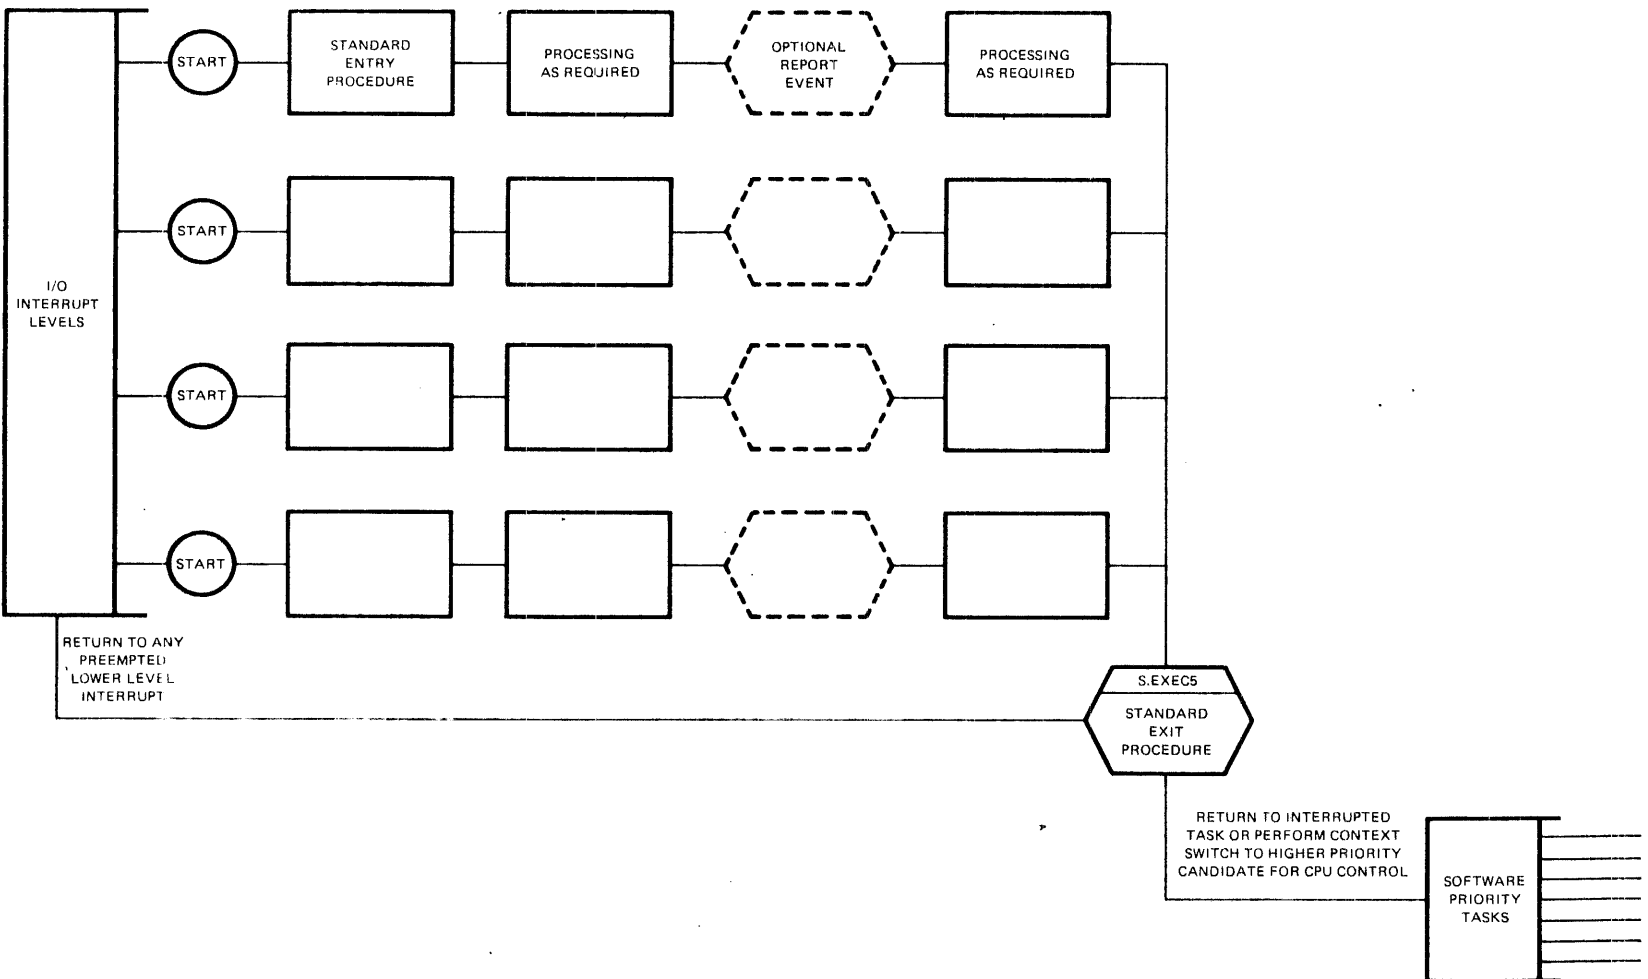 START
STANDARD
ENTRY
PROCEDURE
PROCESSING
AS REQUIRED
OPTIONAL
REPORT
EVENT
PROCESSING
AS REQUIRED
START
I/O
INTERRUPT
LEVELS
START
START
RETURN TO ANY
PREEMPTED
LOWER LEVEL
INTERRUPT
S.EXEC5
STANDARD
EXIT
PROCEDURE
RETURN TO INTERRUPTED
TASK OR PERFORM CONTEXT
SWITCH TO HIGHER PRIORITY
CANDIDATE FOR CPU CONTROL
SOFTWARE
PRIORITY
TASKS